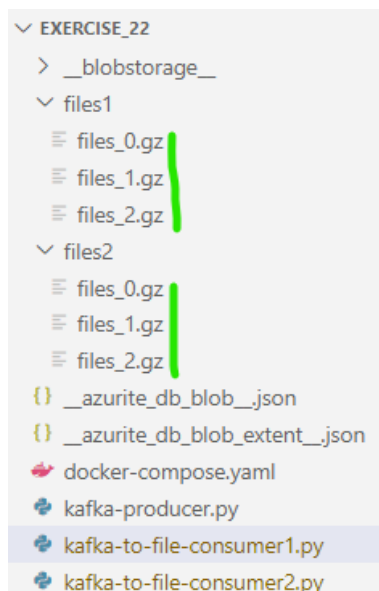 EXERCISE_22
__blobstorage__
files1
files_0.gz
files_1.gz
files_2.gz
files2
files_0.gz
files_1.gz
files_2.gz
{} __azurite_db_blob__.json
{} __azurite_db_blob_extent__.json
docker-compose.yaml
kafka-producer.py
kafka-to-file-consumer1.py
kafka-to-file-consumer2.py